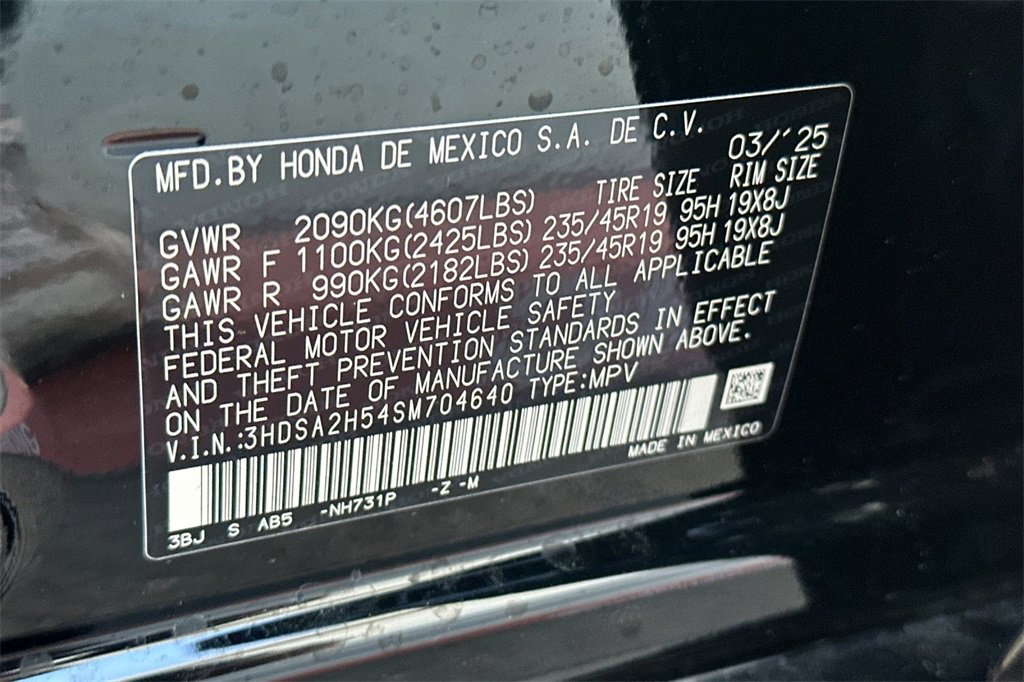 MFD.BY HONDA DE MEXICO S.A. DE C.V. 03/'25
TIRE SIZE RIM SIZE
GVWR 2090KG(4607LBS)
GAWR F 1100KG(2425LBS) 235/45R19 95H 19X8J
GAWR R 990KG(2182LBS) 235/45R19 95H 19X8J
THIS VEHICLE CONFORMS TO ALL APPLICABLE
FEDERAL MOTOR VEHICLE SAFETY
AND THEFT PREVENTION STANDARDS IN EFFECT
ON THE DATE OF MANUFACTURE SHOWN ABOVE.
V.I.N.:3HDSA2H54SM704640 TYPE:MPV
MADE IN MEXICO
3BJ S AB5 -NH731P -Z -M